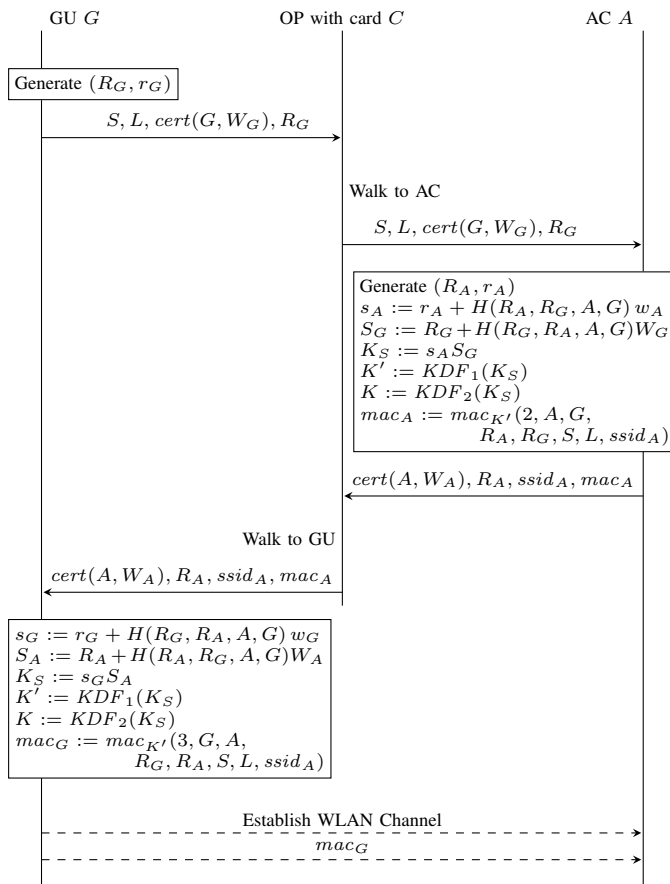 GU G OP with card C AC A
Generate (R_G, r_G)
S, L, cert(G, W_G), R_G
Walk to AC
S, L, cert(G, W_G), R_G
Generate (R_A, r_A)
s_A := r_A + H(R_A, R_G, A, G) w_A
S_G := R_G + H(R_G, R_A, A, G)W_G
K_S := s_A S_G
K' := KDF_1(K_S)
K := KDF_2(K_S)
mac_A := mac_{K'}(2, A, G,
R_A, R_G, S, L, ssid_A)
cert(A, W_A), R_A, ssid_A, mac_A
Walk to GU
cert(A, W_A), R_A, ssid_A, mac_A
s_G := r_G + H(R_G, R_A, A, G) w_G
S_A := R_A + H(R_A, R_G, A, G)W_A
K_S := s_G S_A
K' := KDF_1(K_S)
K := KDF_2(K_S)
mac_G := mac_{K'}(3, G, A,
R_G, R_A, S, L, ssid_A)
Establish WLAN Channel
mac_G